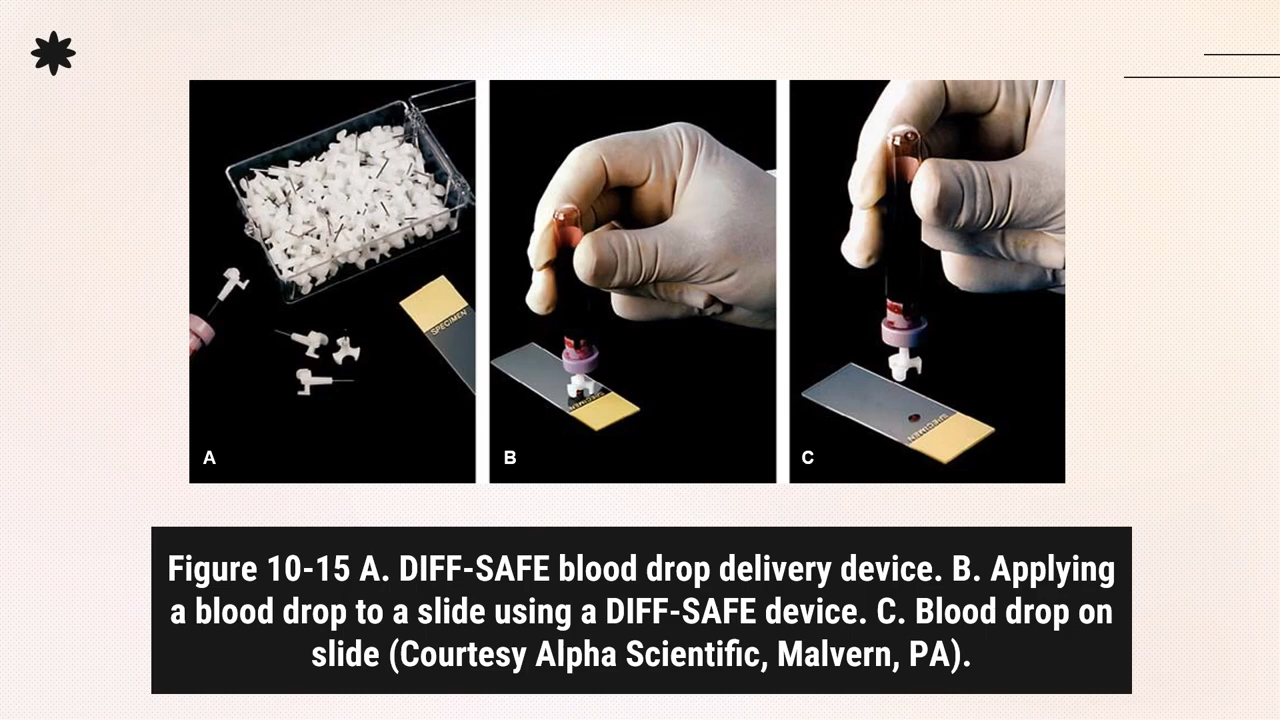 SPECIMEN
A
SPECIMEN
B
SPECIMEN
C
Figure 10-15 A. DIFF-SAFE blood drop delivery device. B. Applying
a blood drop to a slide using a DIFF-SAFE device. C. Blood drop on
slide (Courtesy Alpha Scientific, Malvern, PA).